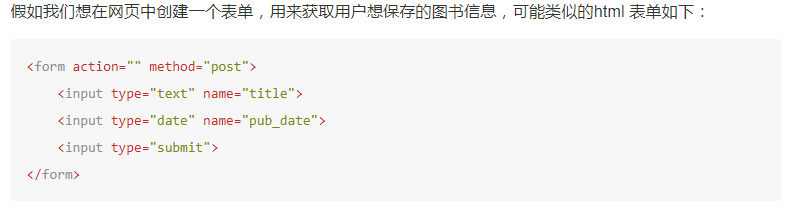 假如我们想在网页中创建一个表单，用来获取用户想保存的图书信息，可能类似的html 表单如下：
<form action="" method="post">
    <input type="text" name="title">
    <input type="date" name="pub_date">
    <input type="submit">
</form>